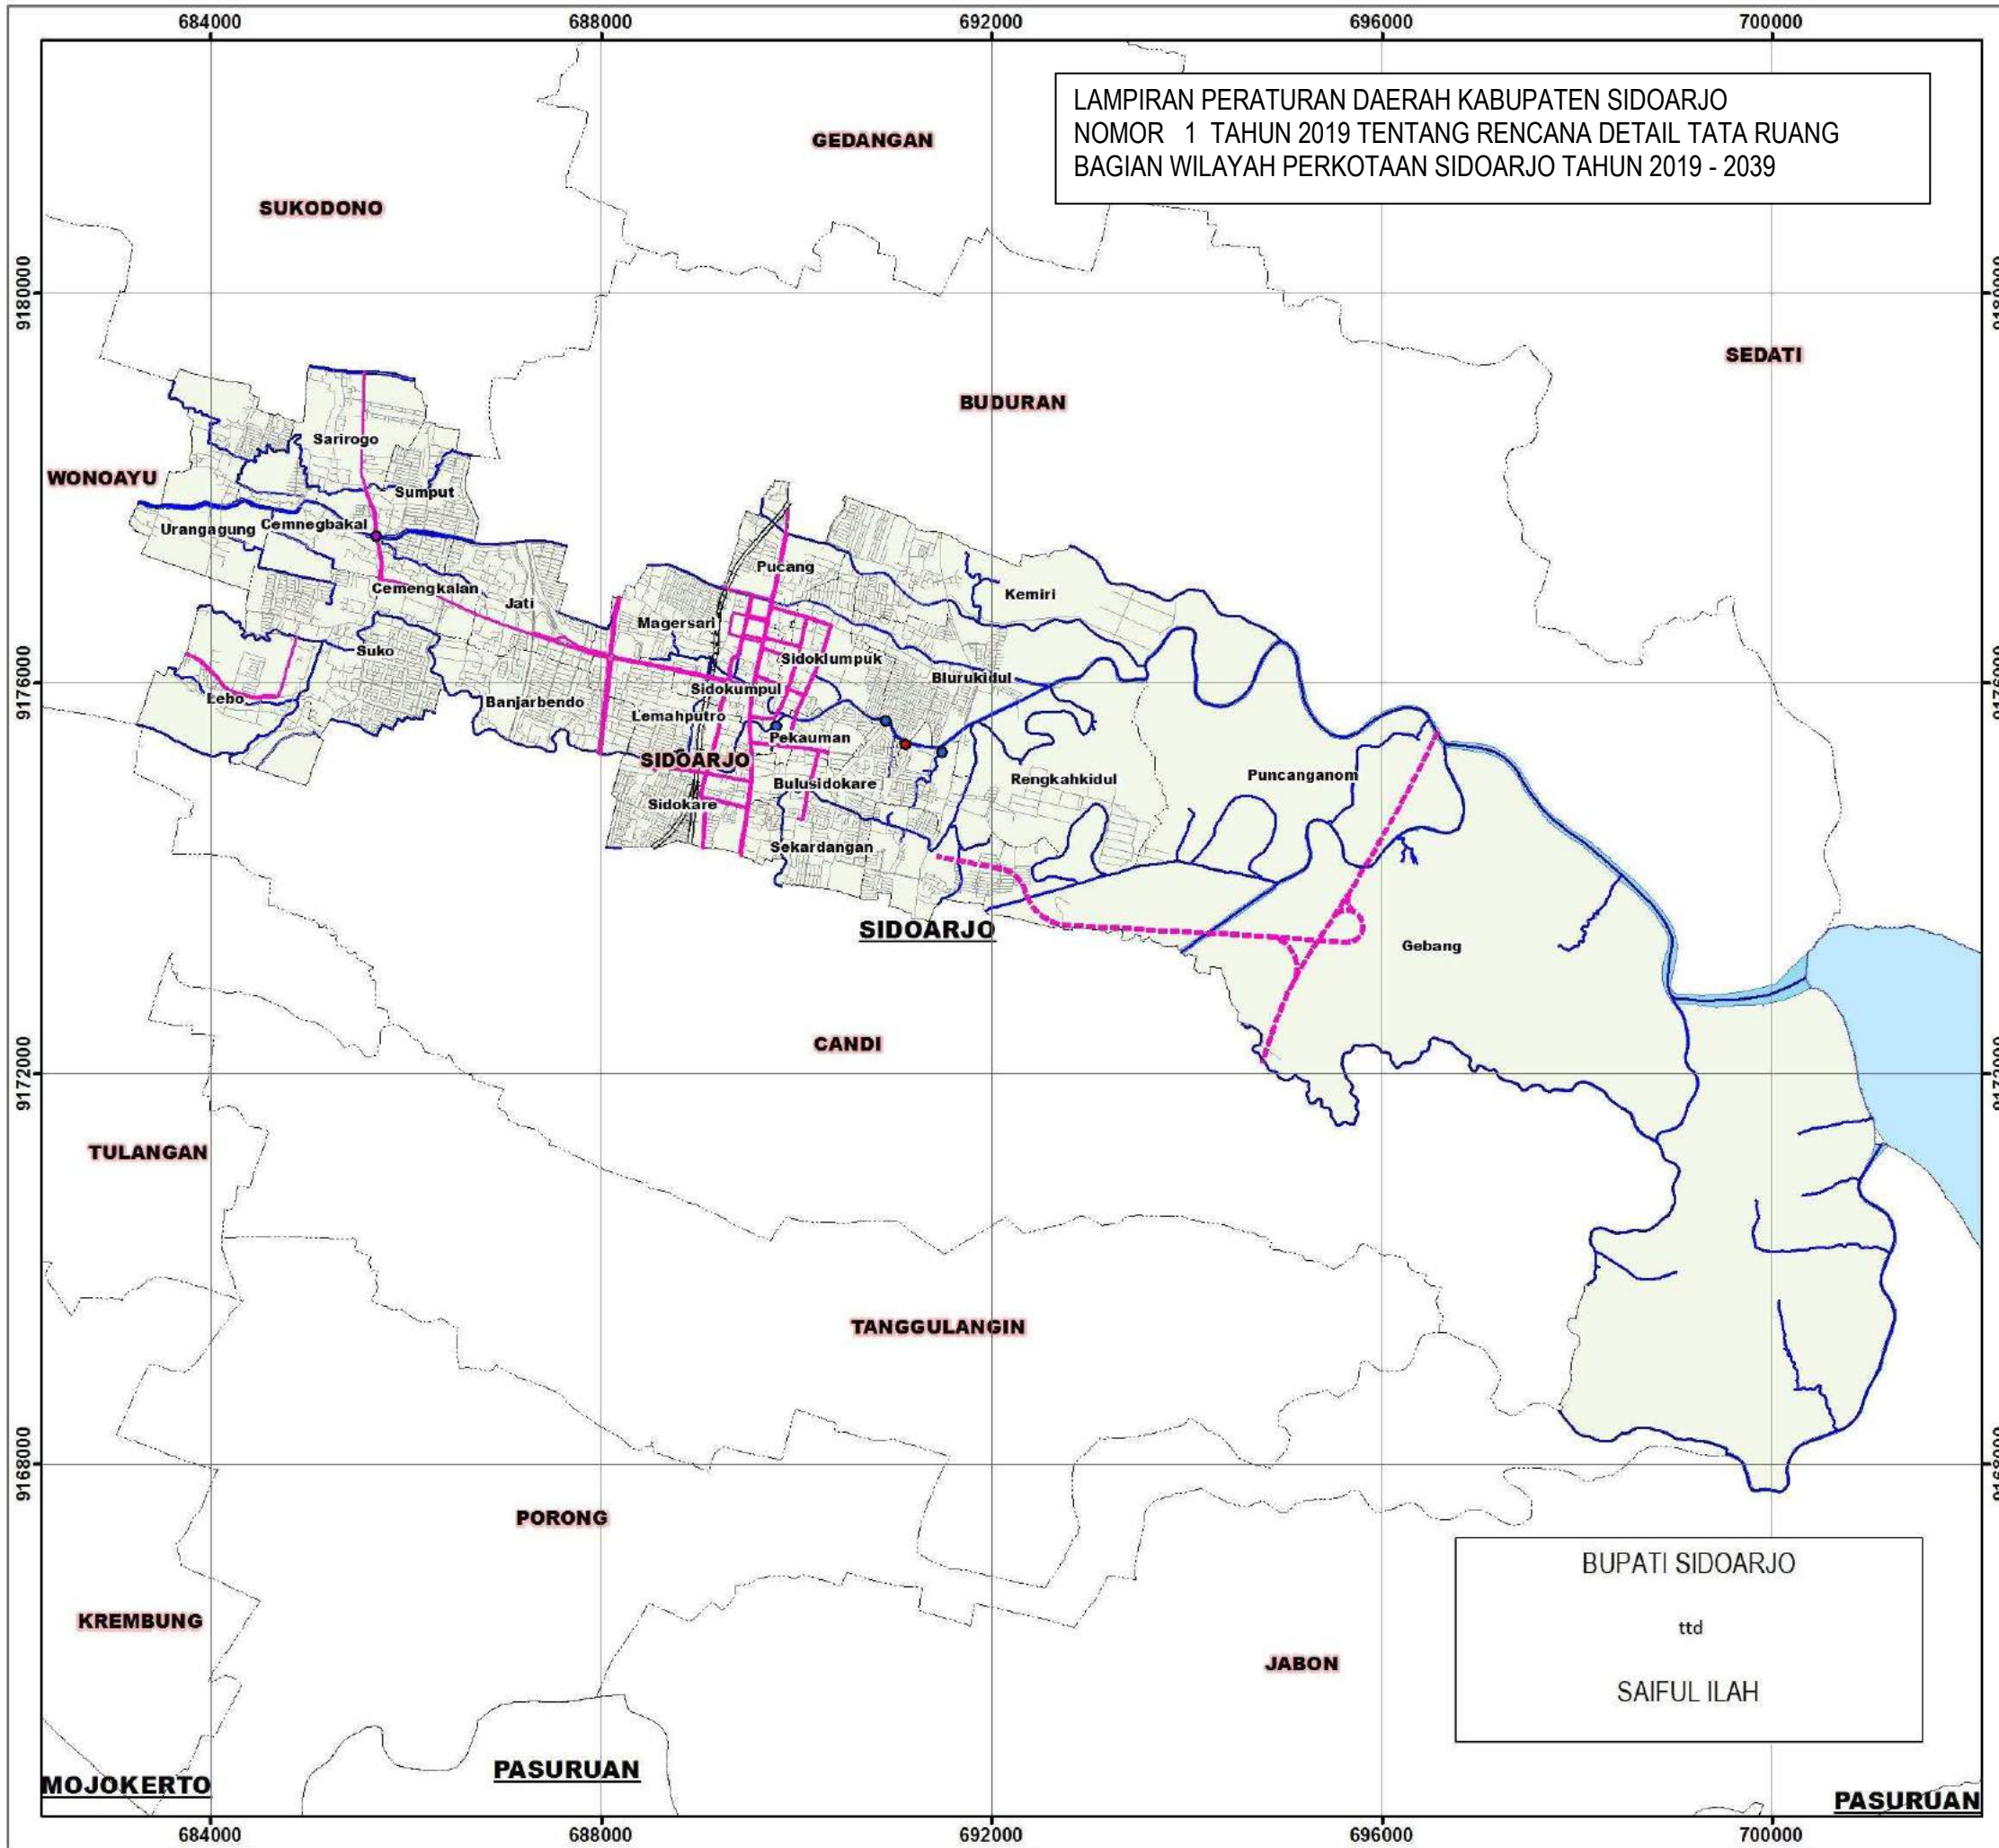 684000
688000
692000
696000
700000
LAMPIRAN PERATURAN DAERAH KABUPATEN SIDOARJO
NOMOR 1 TAHUN 2019 TENTANG RENCANA DETAIL TATA RUANG
BAGIAN WILAYAH PERKOTAAN SIDOARJO TAHUN 2019 - 2039
GEDANGAN
SUKODONO
9180000
9180000
SEDATI
BUDURAN
Sarirogo
WONOAYU
Sumput
Urangagung
Cemnegbakal
Pucang
Cemengkalan
Jati
Kemiri
Magersari
Suko
Sidoklumpuk
Blurukidul
9176000
9176000
Lebo
Banjarbendo
Sidokumpul
Lemahputro
Pekauman
SIDOARJO
Bulusidokare
Rengkahkidul
Puncanganom
Sidokare
Sekardangan
SIDOARJO
Gebang
CANDI
9172000
9172000
TULANGAN
TANGGULANGIN
9168000
9168000
PORONG
KREMBUNG
JABON
BUPATI SIDOARJO
ttd
SAIFUL ILAH
PASURUAN
MOJOKERTO
PASURUAN
684000
688000
692000
696000
700000